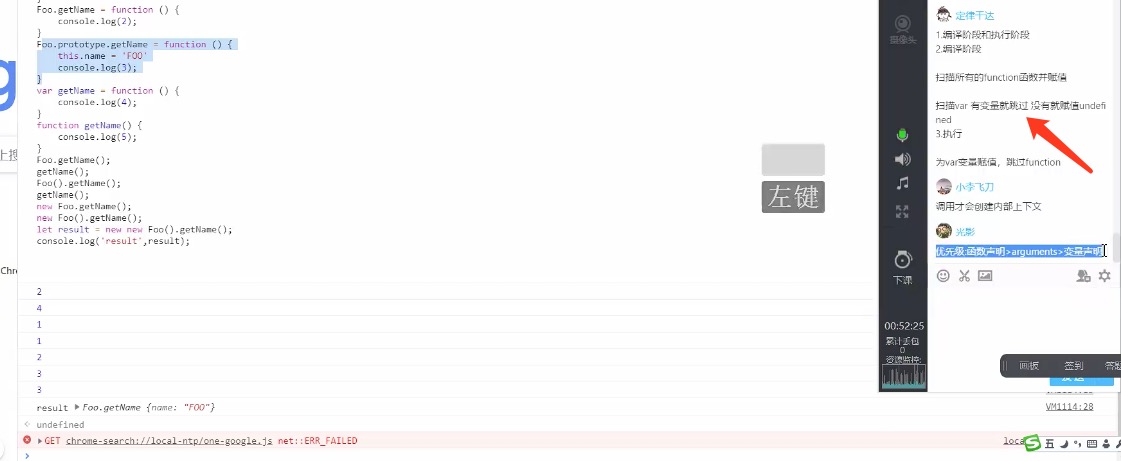 Foo.getName = function () {
console.log(2);
}
Foo.prototype.getName = function () {
this.name = 'FOO'
console.log(3);
}
var getName = function () {
console.log(4);
}
function getName() {
console.log(5);
}
Foo.getName();
getName();
Foo().getName();
getName();
new Foo.getName();
new Foo().getName();
let result = new new Foo().getName();
console.log('result',result);
2
4
1
1
2
3
3
result ▶ Foo.getName {name: "FOO"}
VM1114:28
undefined
GET chrome-search://local-ntp/one-google.js net::ERR_FAILED
loca
g
上搜
Chro
左键
摄像头
下课
00:52:25
累计丢包
0
资源监控:
定律干达
1.编译阶段和执行阶段
2.编译阶段
扫描所有的function函数并赋值
扫描var 有变量就跳过 没有就赋值undefi
ned
3.执行
为var变量赋值，跳过function
小李飞刀
调用才会创建内部上下文
光影
优先级:函数声明>arguments>变量声明
画板
签到
答题
五